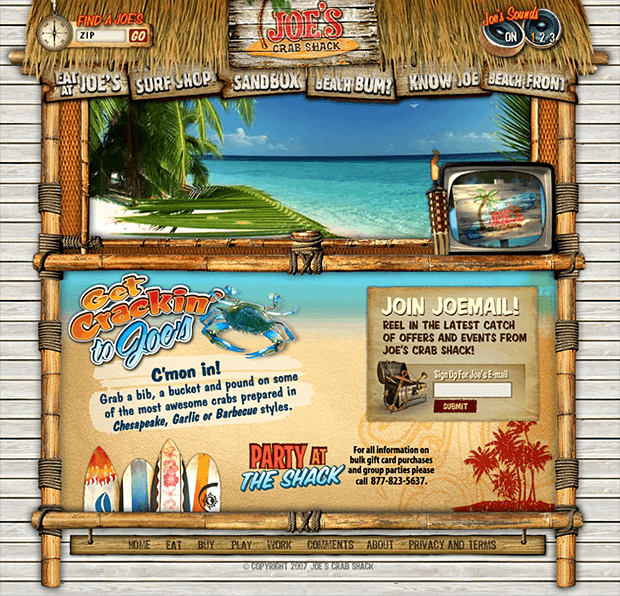 FIND A JOE'S
ZIP GO
JOE'S
CRAB SHACK
Joe's Sounds
ON 1 2 3
EAT AT JOE'S SURF SHOP! SANDBOX BEACH BUM? KNOW JOE BEACH FRONT
JOE'S
Get
Crackin'
to Joe's
C'mon in!
Grab a bib, a bucket and pound on some
of the most awesome crabs prepared in
Chesapeake, Garlic or Barbecue styles.
JOIN JOEMAIL!
REEL IN THE LATEST CATCH
OF OFFERS AND EVENTS FROM
JOE'S CRAB SHACK!
Sign Up For Joe's E-mail
SUBMIT
PARTY AT
THE SHACK
For all information on
bulk gift card purchases
and group parties please
call 877-823-5637.
HOME EAT BUY PLAY WORK COMMENTS ABOUT PRIVACY AND TERMS
© COPYRIGHT 2007 JOE'S CRAB SHACK